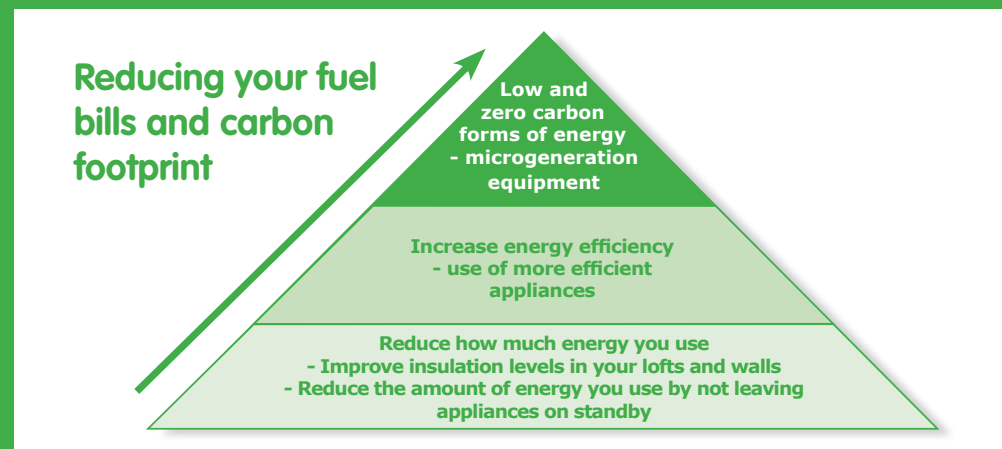 Reducing your fuel
bills and carbon
footprint
Low and
zero carbon
forms of energy
- microgeneration
equipment
Increase energy efficiency
- use of more efficient
appliances
Reduce how much energy you use
- Improve insulation levels in your lofts and walls
- Reduce the amount of energy you use by not leaving
appliances on standby